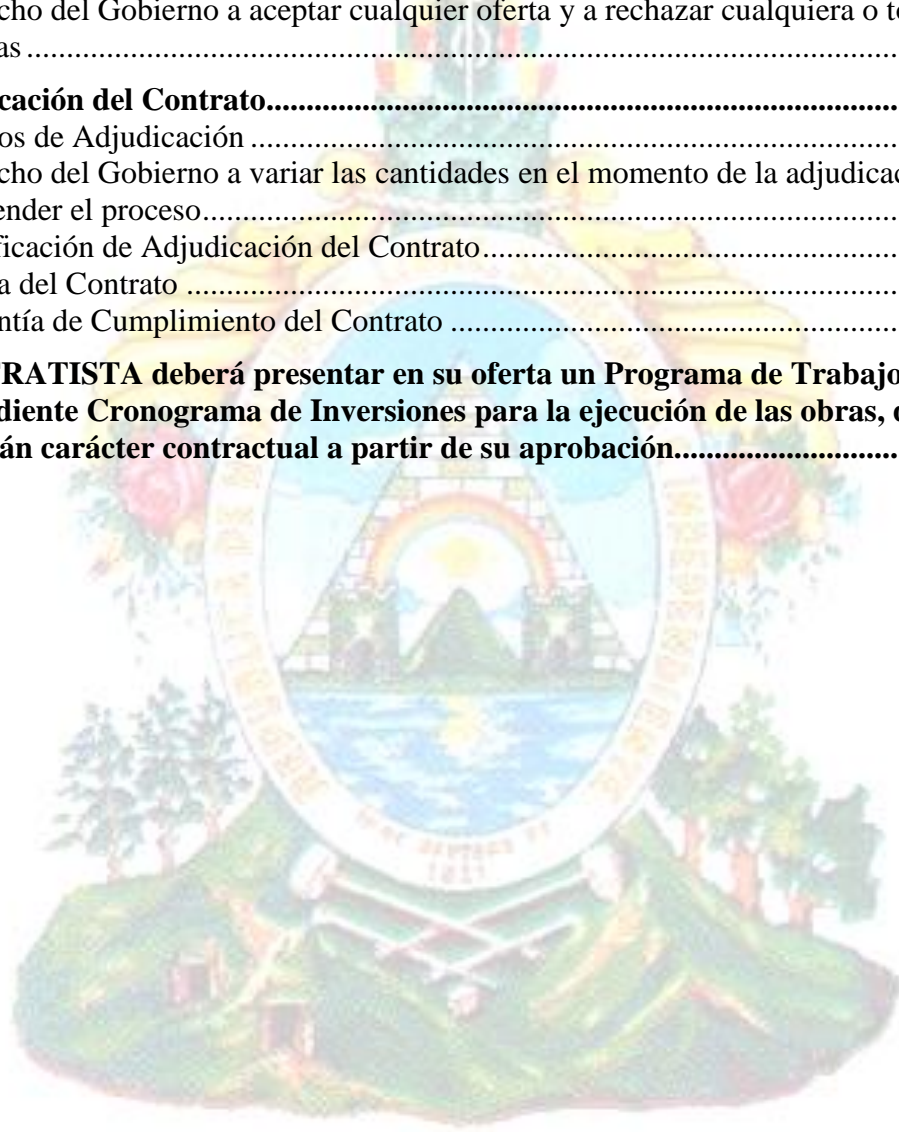 cho del Gobierno a aceptar cualquier oferta y a rechazar cualquiera o to
as ..........................................................................................................
cación del Contrato..............................................................................
os de Adjudicación ................................................................................
cho del Gobierno a variar las cantidades en el momento de la adjudicac
ender el proceso.....................................................................................
ficación de Adjudicación del Contrato....................................................
a del Contrato .........................................................................................
ntía de Cumplimiento del Contrato .........................................................
RATISTA deberá presentar en su oferta un Programa de Trabajo
diente Cronograma de Inversiones para la ejecución de las obras,
án carácter contractual a partir de su aprobación............................